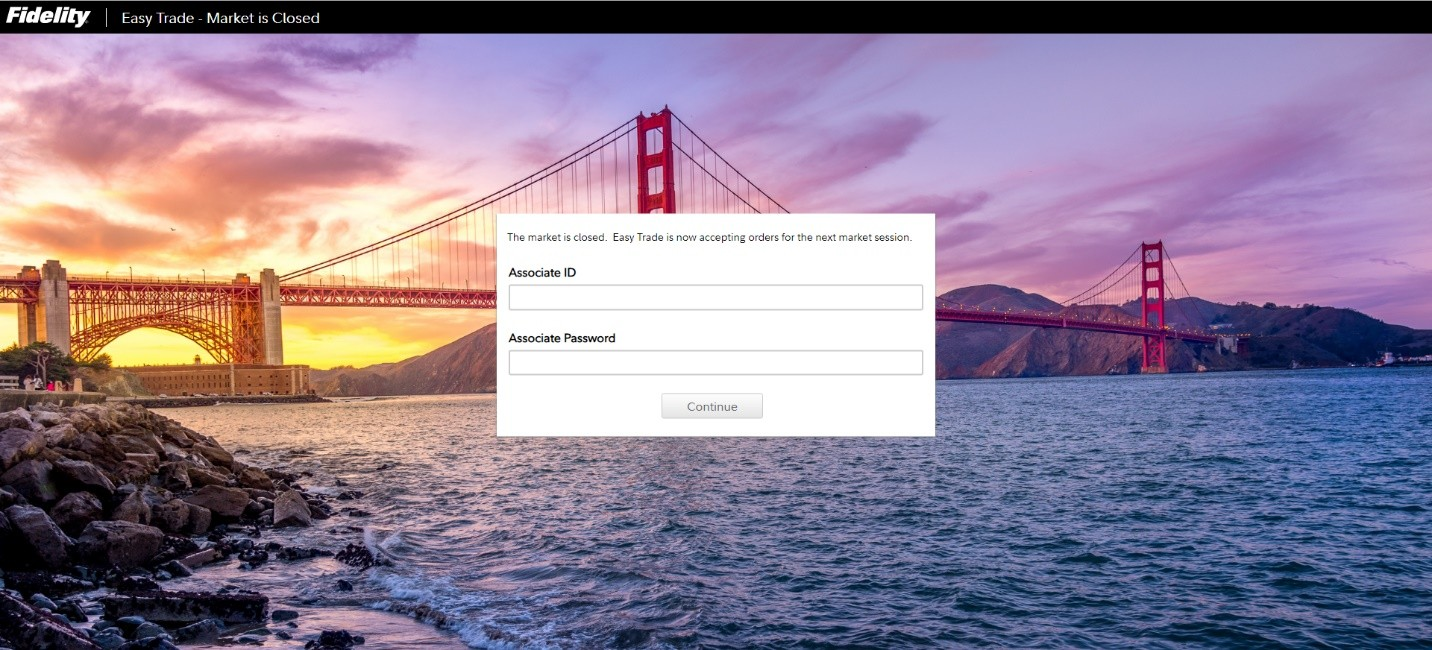 Fidelity Easy Trade - Market is Closed
The market is closed. Easy Trade is now accepting orders for the next market session.
Associate ID
Associate Password
Continue